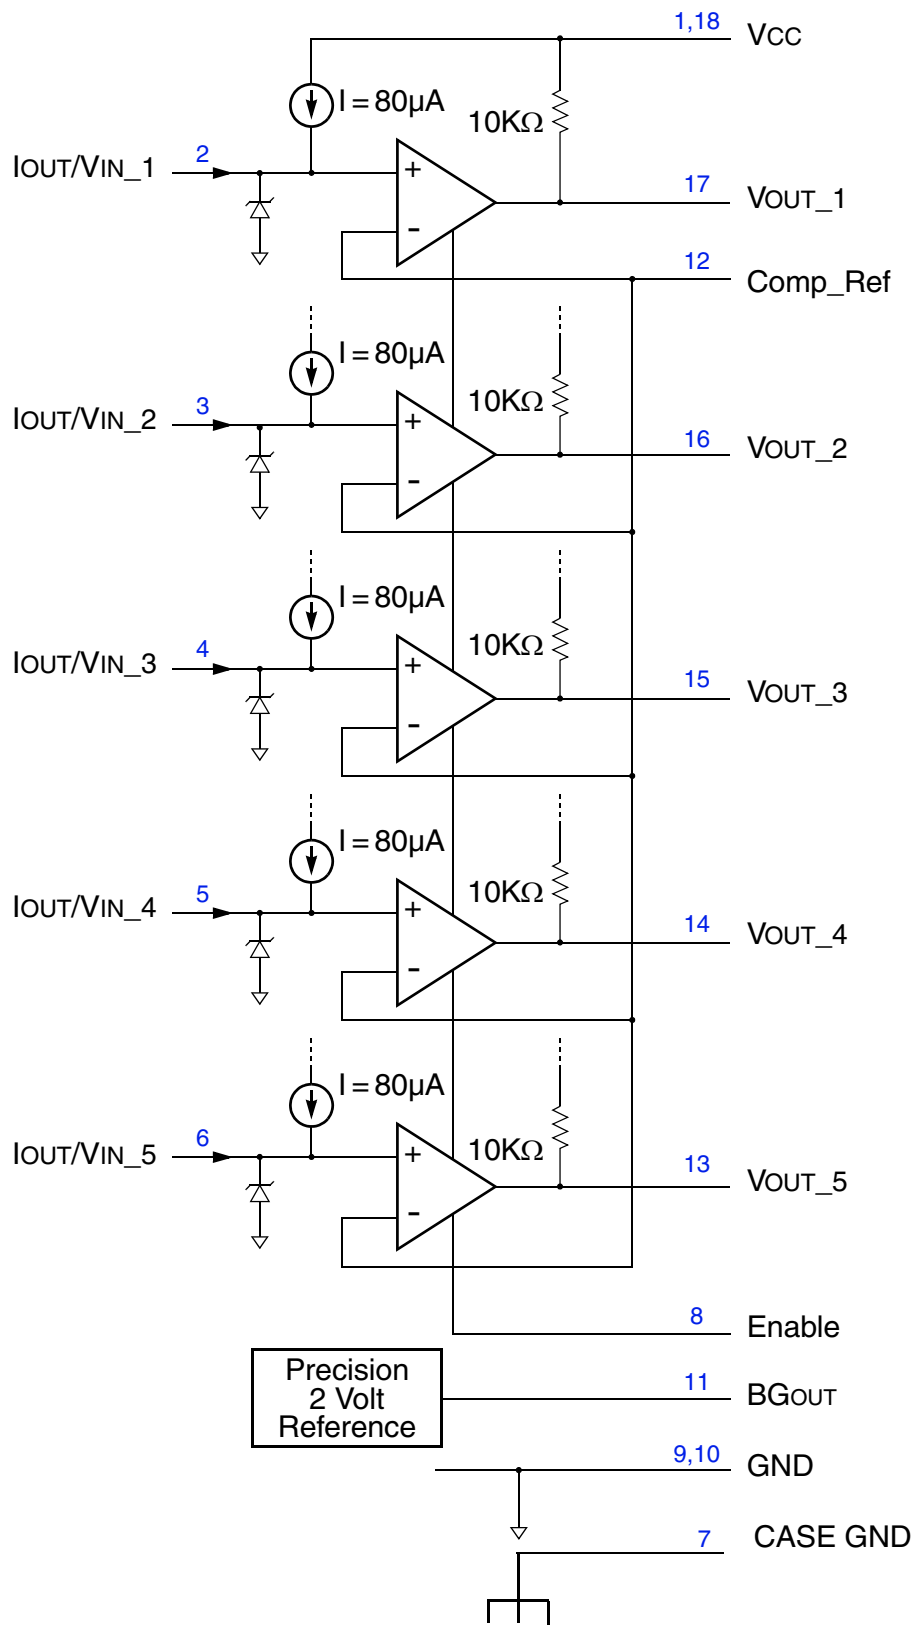 1,18 VCC
I = 80µA
10KΩ
IOUT/VIN_1 2
+
17 VOUT_1
-
12 Comp_Ref
I = 80µA
10KΩ
IOUT/VIN_2 3
+
16 VOUT_2
-
I = 80µA
10KΩ
IOUT/VIN_3 4
+
15 VOUT_3
-
I = 80µA
10KΩ
IOUT/VIN_4 5
+
14 VOUT_4
-
I = 80µA
10KΩ
IOUT/VIN_5 6
+
13 VOUT_5
-
8 Enable
Precision
2 Volt
Reference
11 BGOUT
9,10 GND
7 CASE GND